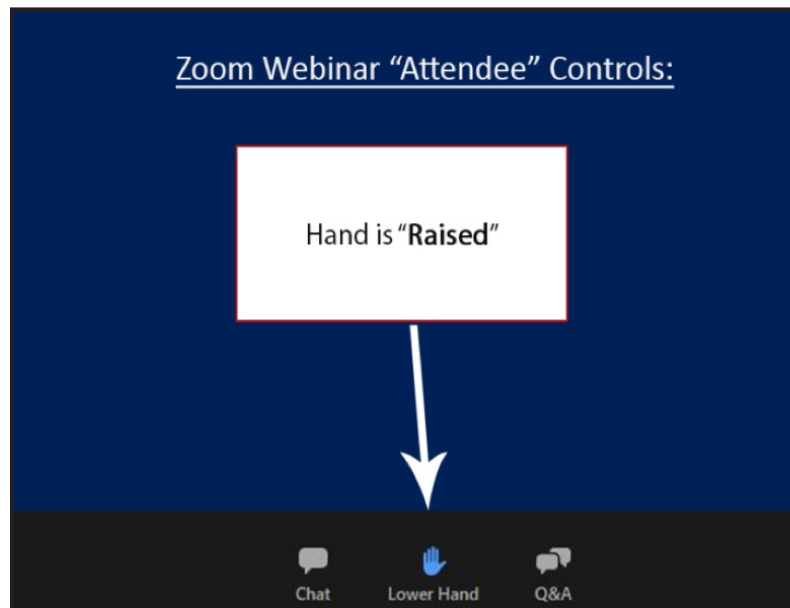 Zoom Webinar “Attendee” Controls:
Hand is “Raised”
Chat
Lower Hand
Q&A